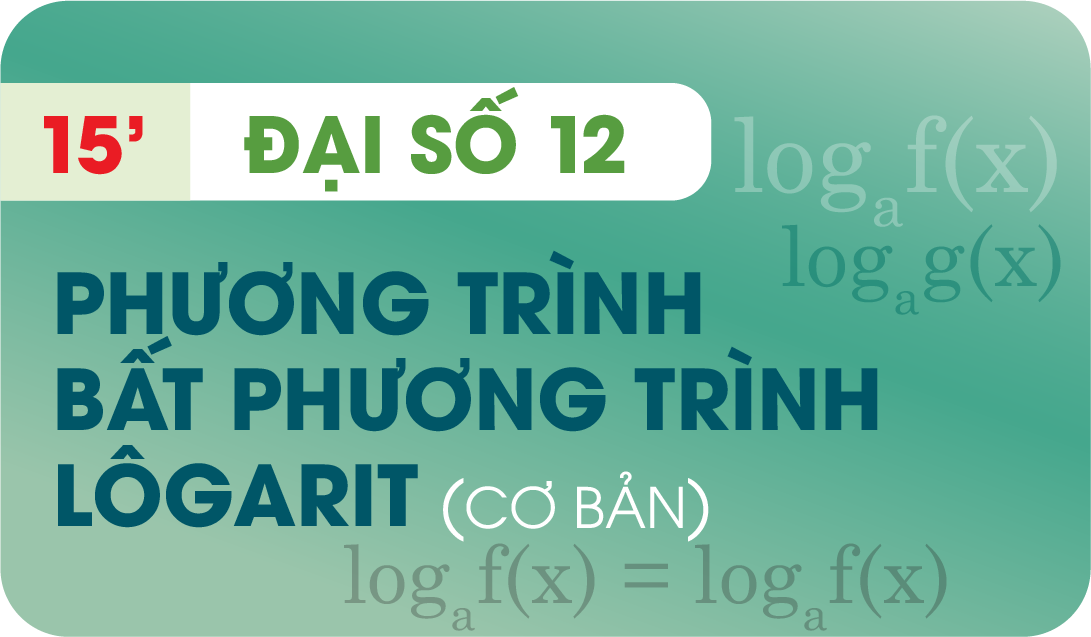 15’ ĐẠI SỐ 12
logₐf(x)
logₐg(x)
PHƯƠNG TRÌNH
BẤT PHƯƠNG TRÌNH
LÔGARIT (CƠ BẢN)
logₐf(x) = logₐf(x)